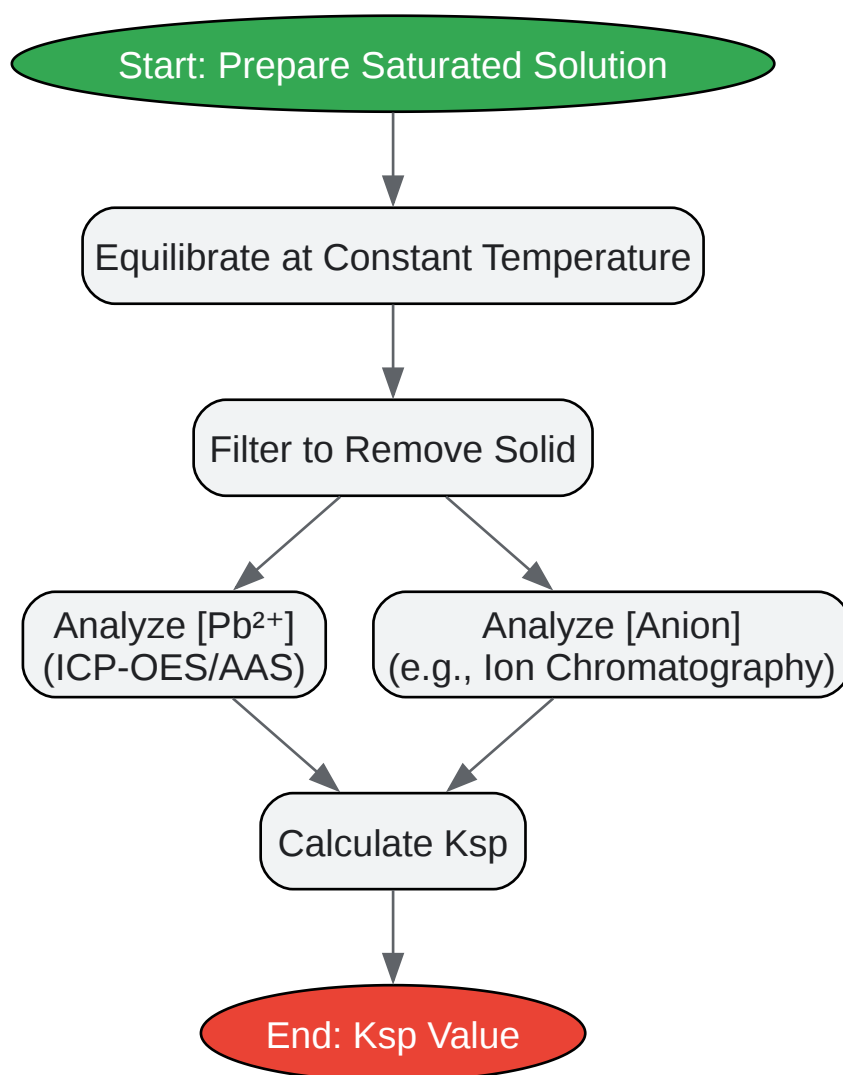 Start: Prepare Saturated Solution
Equilibrate at Constant Temperature
Filter to Remove Solid
Analyze [Pb²⁺]
(ICP-OES/AAS)
Analyze [Anion]
(e.g., Ion Chromatography)
Calculate Ksp
End: Ksp Value